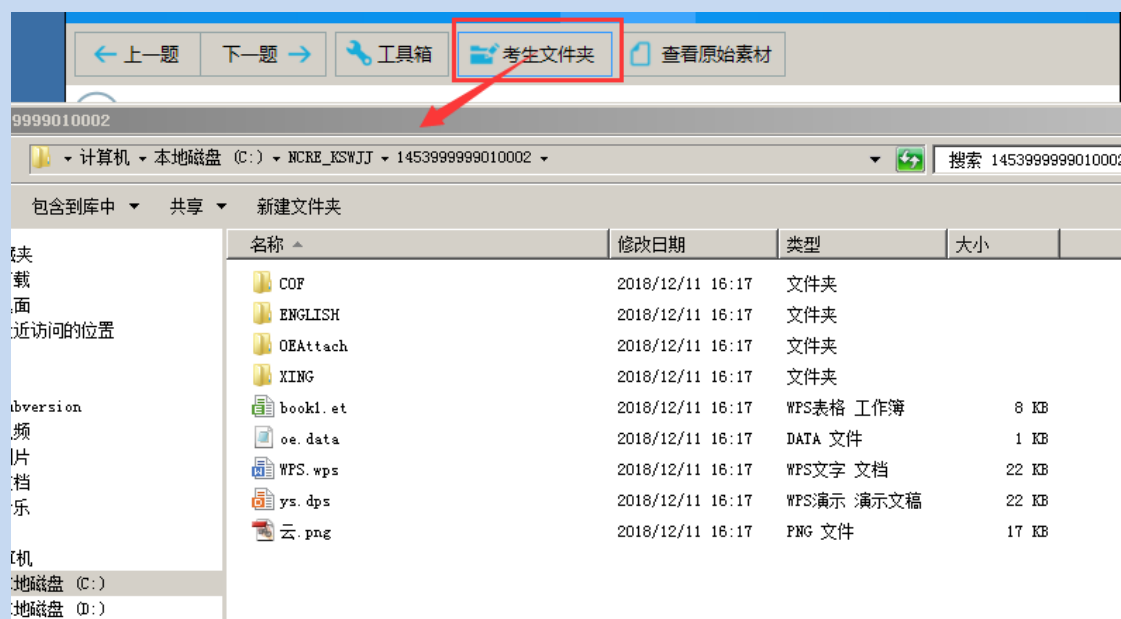 上一题 下一题 工具箱 考生文件夹 查看原始素材
9999010002
计算机 本地磁盘 (C:) NCRE_KSWJJ 1453999999010002 搜索 1453999999010002
包含到库中 共享 新建文件夹
名称 修改日期 类型 大小
COF 2018/12/11 16:17 文件夹
ENGLISH 2018/12/11 16:17 文件夹
OEAttach 2018/12/11 16:17 文件夹
XING 2018/12/11 16:17 文件夹
book1.et 2018/12/11 16:17 WPS表格 工作簿 8 KB
oe.data 2018/12/11 16:17 DATA 文件 1 KB
WPS.wps 2018/12/11 16:17 WPS文字 文档 22 KB
ys.dps 2018/12/11 16:17 WPS演示 演示文稿 22 KB
云.png 2018/12/11 16:17 PNG 文件 17 KB
夹
载
面
近访问的位置
bversion
频
片
档
乐
机
地磁盘 (C:)
地磁盘 (D:)